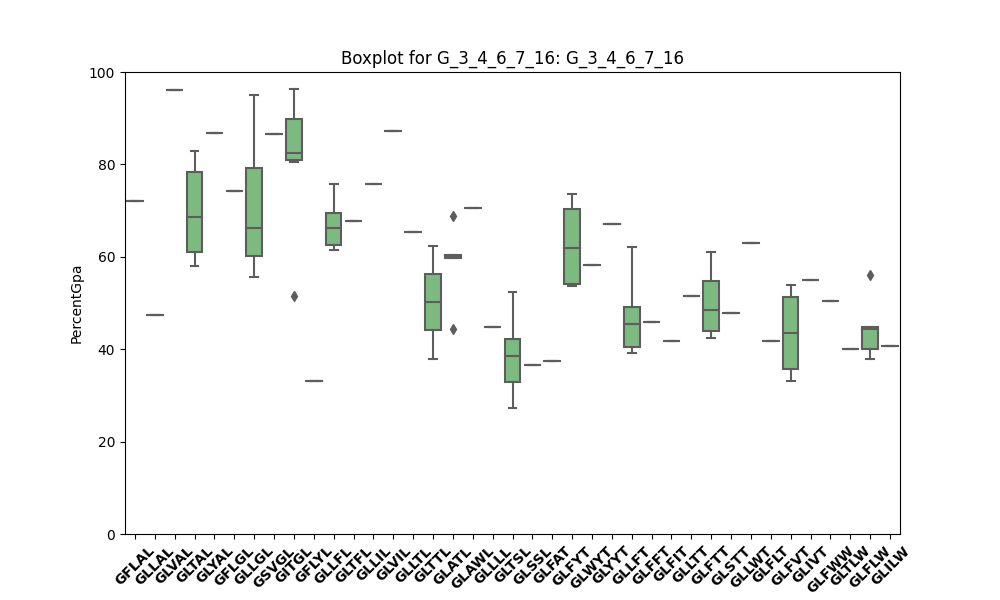 Boxplot for G_3_4_6_7_16: G_3_4_6_7_16
PercentGpa
100
80
60
40
20
0
GFLAL
GLLAL
GLVAL
GLTAL
GLYAL
GFLGL
GLLGL
GSVGL
GITGL
GFLYL
GLLFL
GLTFL
GLLIL
GLVIL
GLLTL
GLTTL
GLATL
GLAWL
GLLLL
GLTSL
GLSSL
GLFAT
GLFYT
GLWYT
GLYYT
GLLFT
GLFFT
GLFIT
GLLTT
GLFTT
GLSTT
GLLWT
GLFLT
GLFVT
GLIVT
GLFWW
GLTLW
GLFLW
GLILW